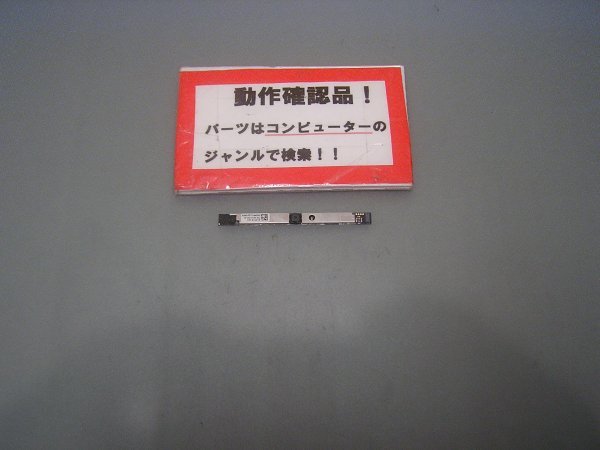 動作確認品！
パーツはコンピューターの
ジャンルで検索！！